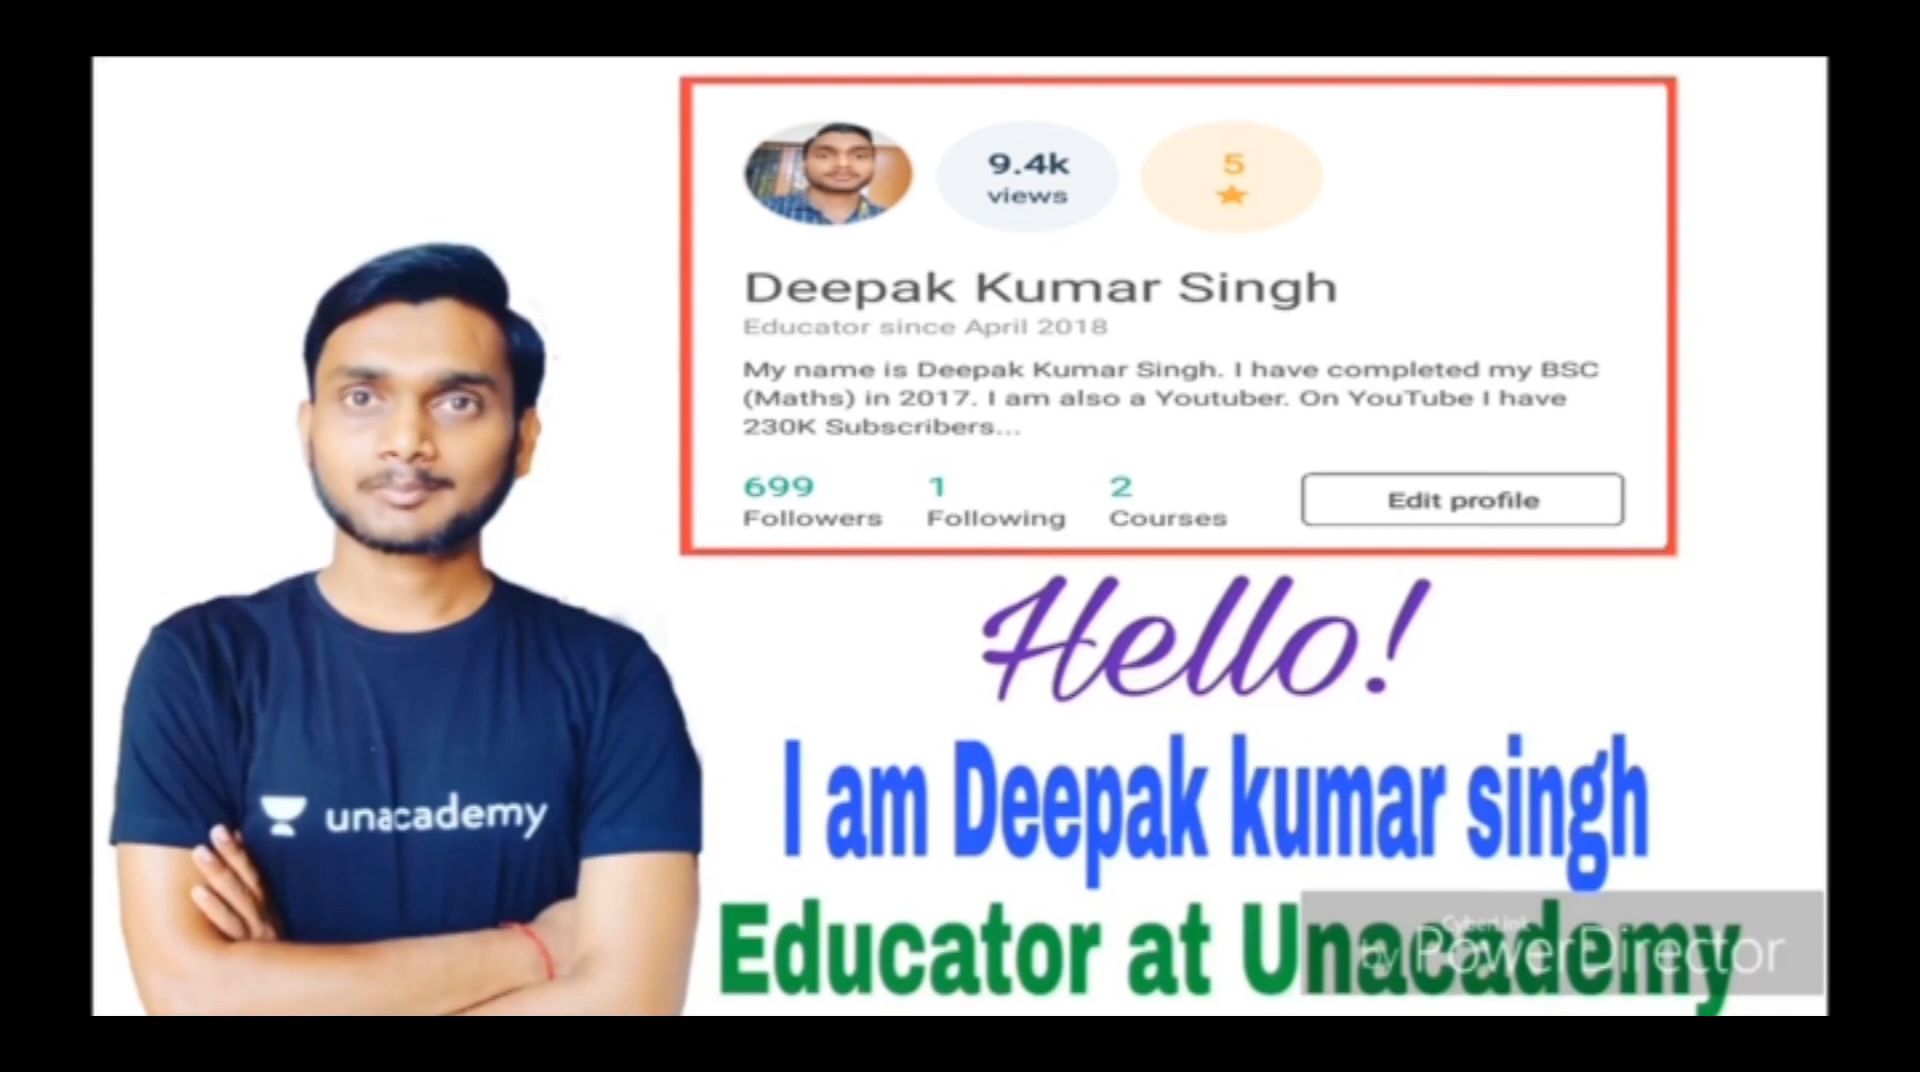 9.4k
views
5
Deepak Kumar Singh
Educator since April 2018
My name is Deepak Kumar Singh. I have completed my BSC
(Maths) in 2017. I am also a Youtuber. On YouTube I have
230K Subscribers...
699
Followers
1
Following
2
Courses
Edit profile
Hello!
I am Deepak kumar singh
unacademy
Educator at Unacademy
CyberLink
by PowerDirector